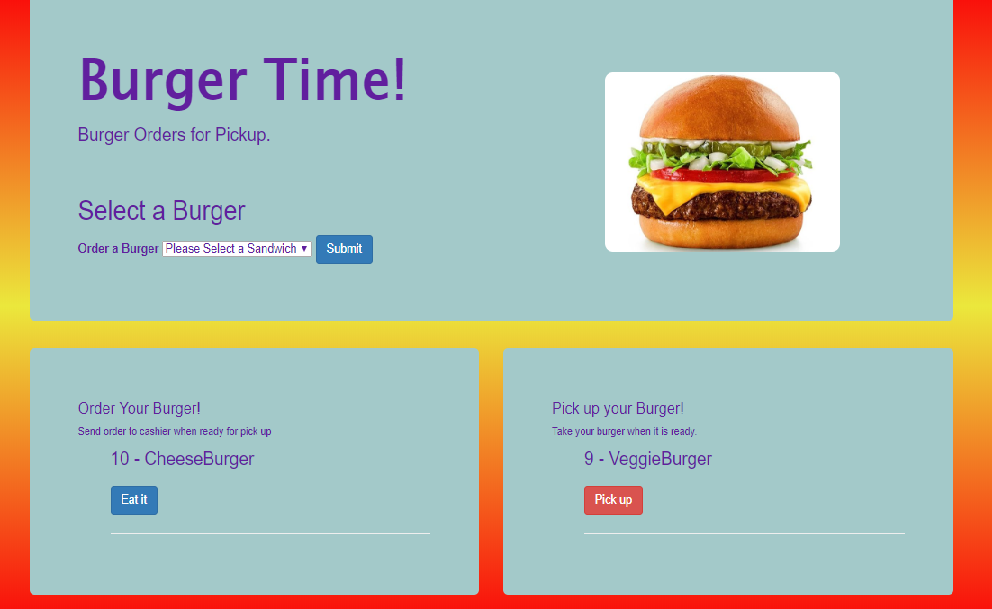 Burger Time!
Burger Orders for Pickup.
Select a Burger
Order a Burger Please Select a Sandwich ▼ Submit
Order Your Burger!
Send order to cashier when ready for pick up
10 - CheeseBurger
Eat it
Pick up your Burger!
Take your burger when it is ready.
9 - VeggieBurger
Pick up